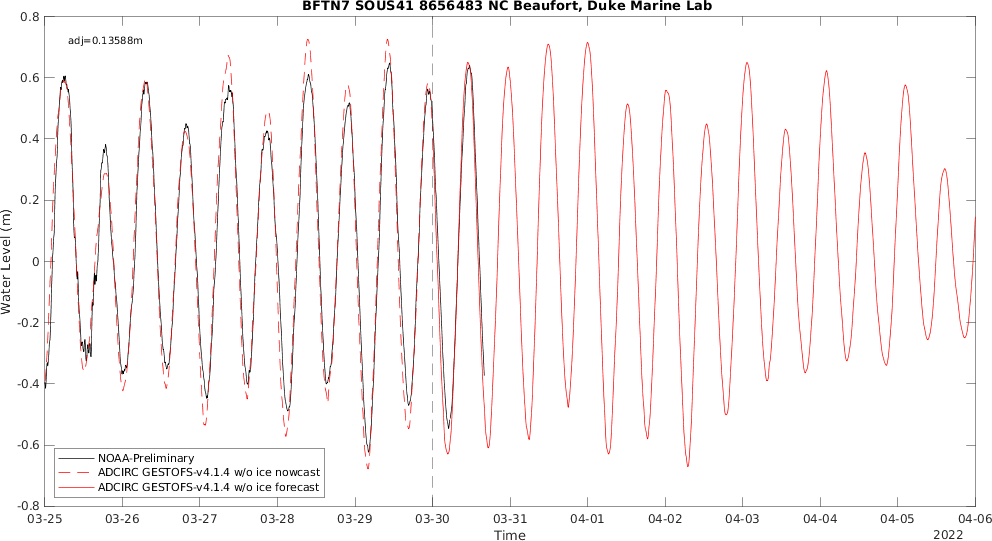 BFTN7 SOUS41 8656483 NC Beaufort, Duke Marine Lab
adj=0.13588m
0.8
0.6
0.4
0.2
0
-0.2
-0.4
-0.6
-0.8
Water Level (m)
NOAA-Preliminary
ADCIRC GESTOFS-v4.1.4 w/o ice nowcast
ADCIRC GESTOFS-v4.1.4 w/o ice forecast
03-25 03-26 03-27 03-28 03-29 03-30 03-31 04-01 04-02 04-03 04-04 04-05 04-06
Time
2022